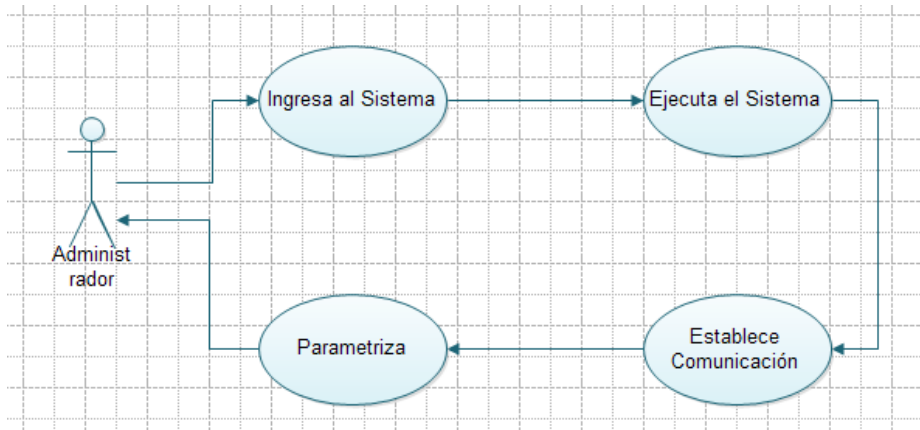 Ingresa al Sistema
Ejecuta el Sistema
Administ
rador
Parametriza
Establece
Comunicación